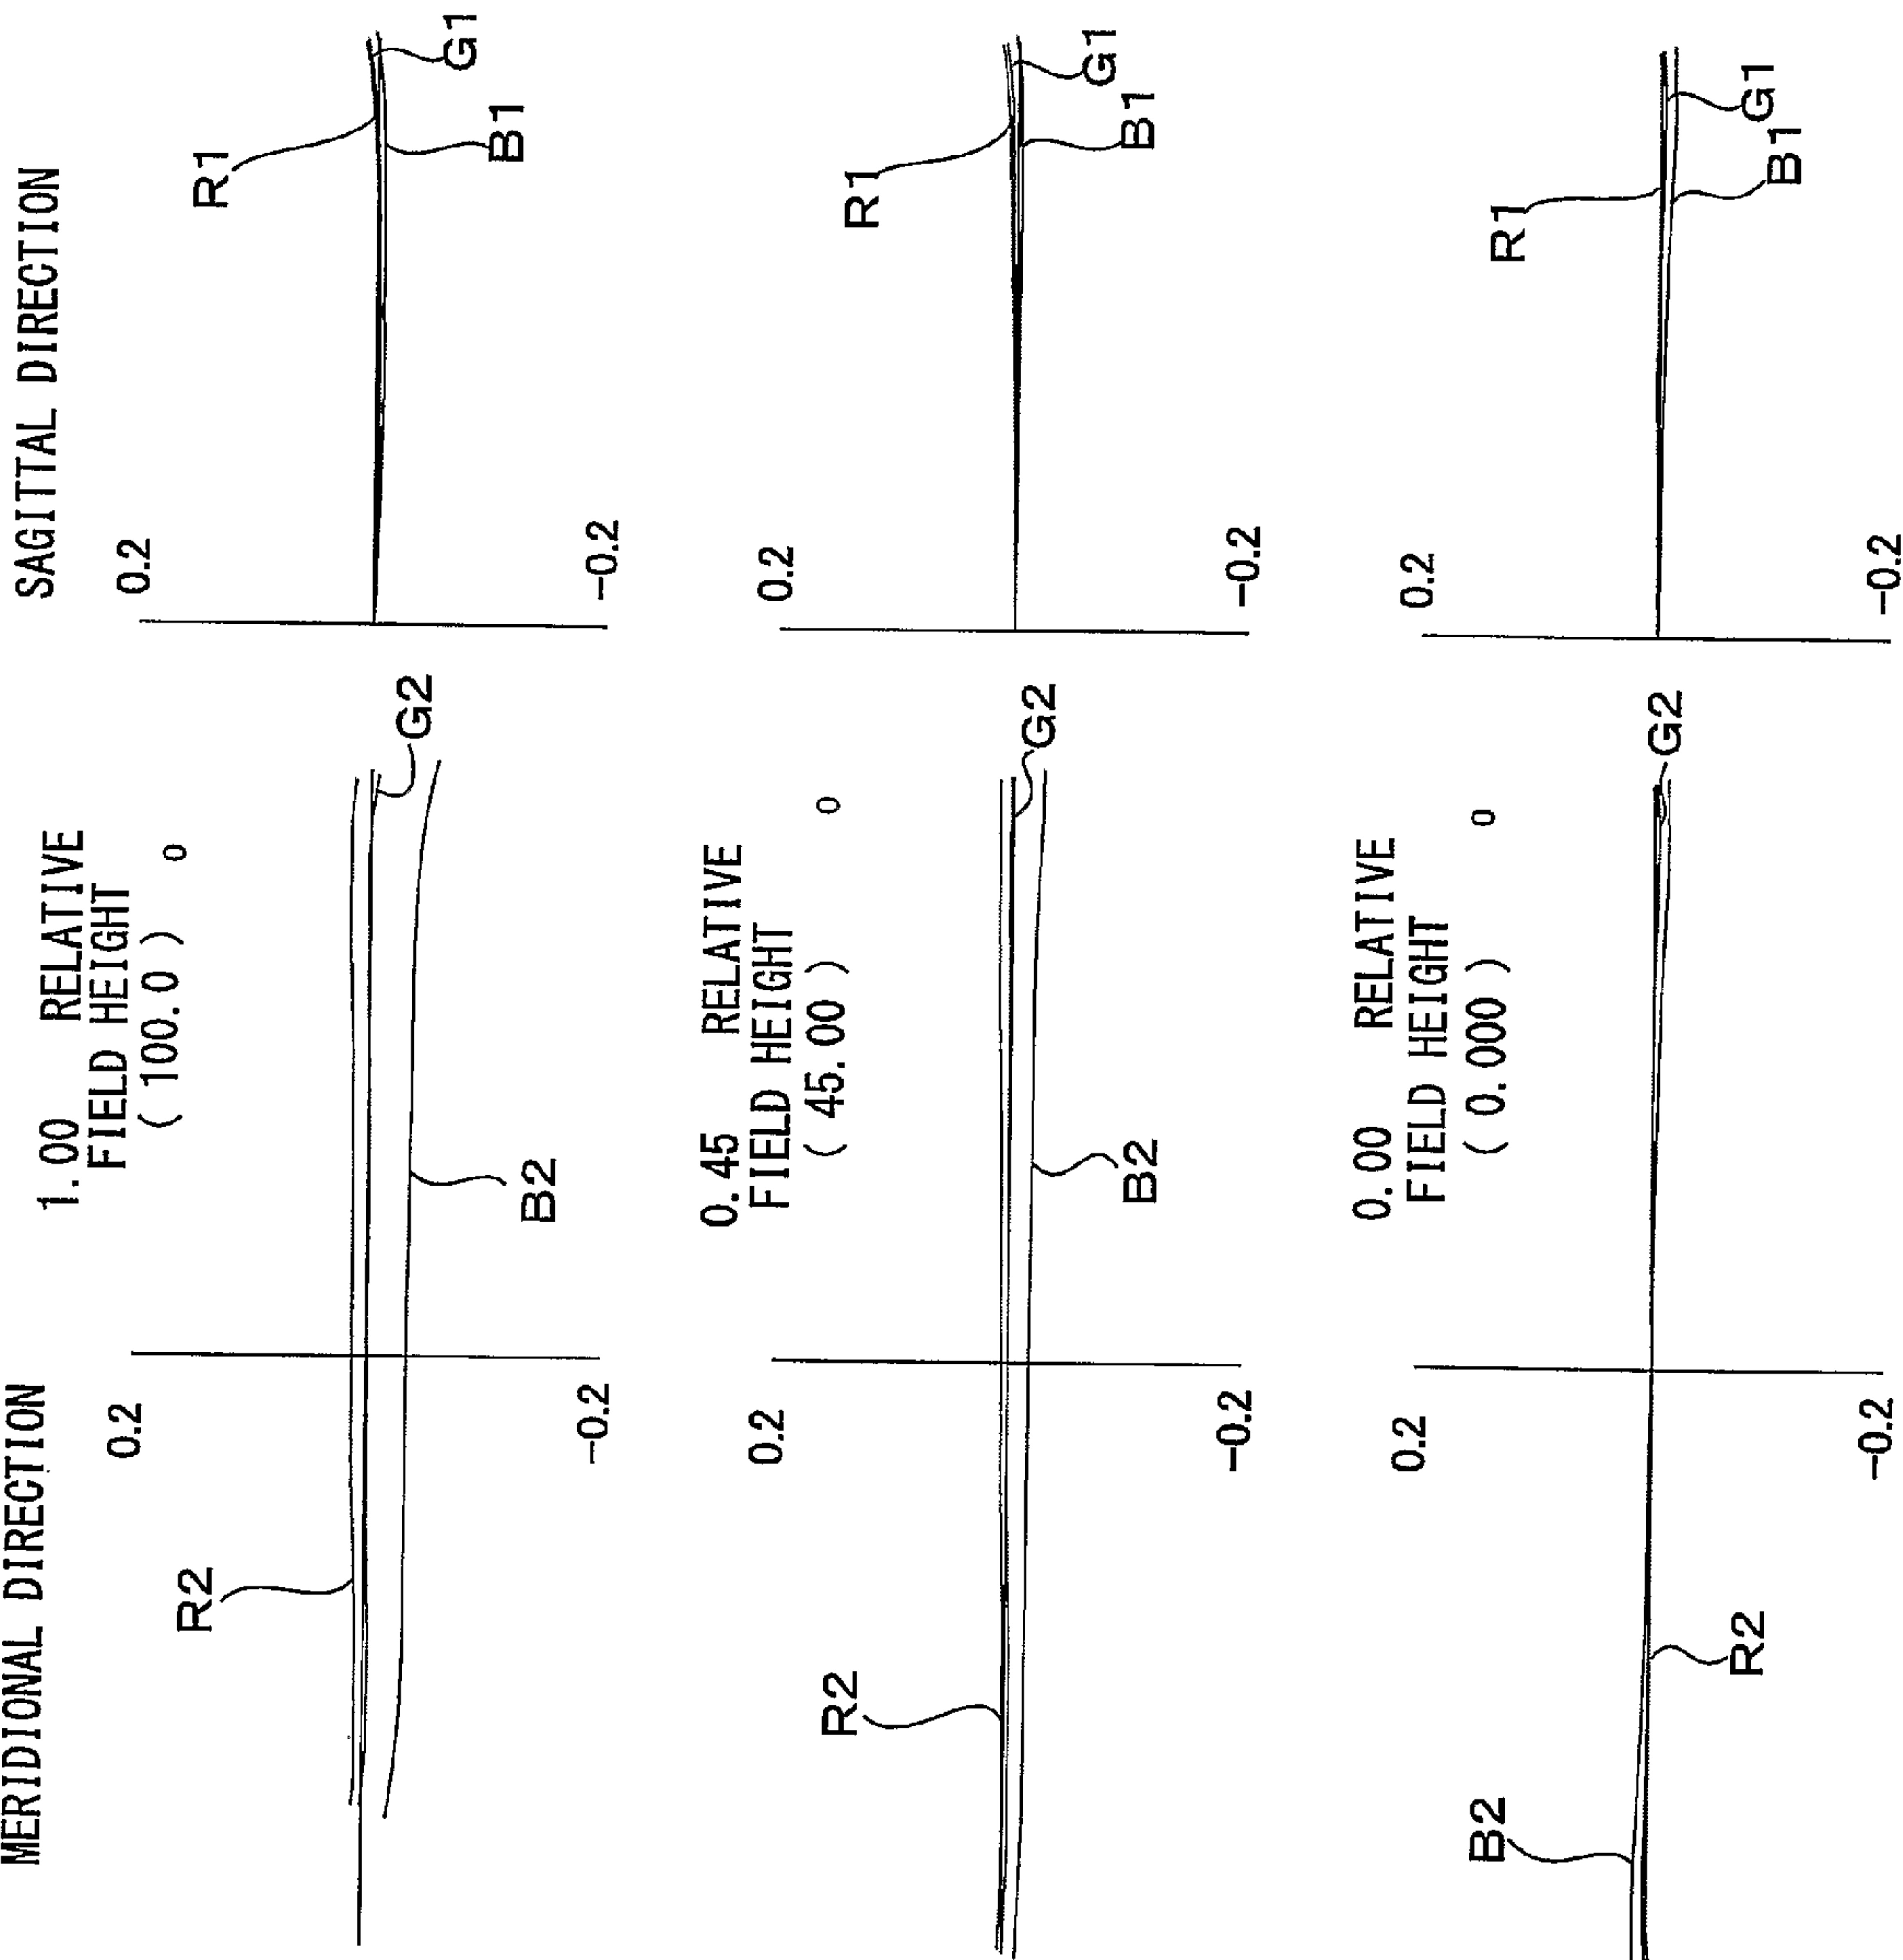 MERIDIONAL DIRECTION
SAGITTAL DIRECTION
1.00 RELATIVE
FIELD HEIGHT
( 100.0 ) o
0.2
-0.2
R2
B2
G2
0.2
-0.2
R1
B1
G1
0.45 RELATIVE
FIELD HEIGHT
( 45.00 ) o
0.2
-0.2
R2
B2
G2
0.2
-0.2
R1
B1
G1
0.00 RELATIVE
FIELD HEIGHT
( 0.000 ) o
0.2
-0.2
B2
R2
G2
0.2
-0.2
R1
B1
G1